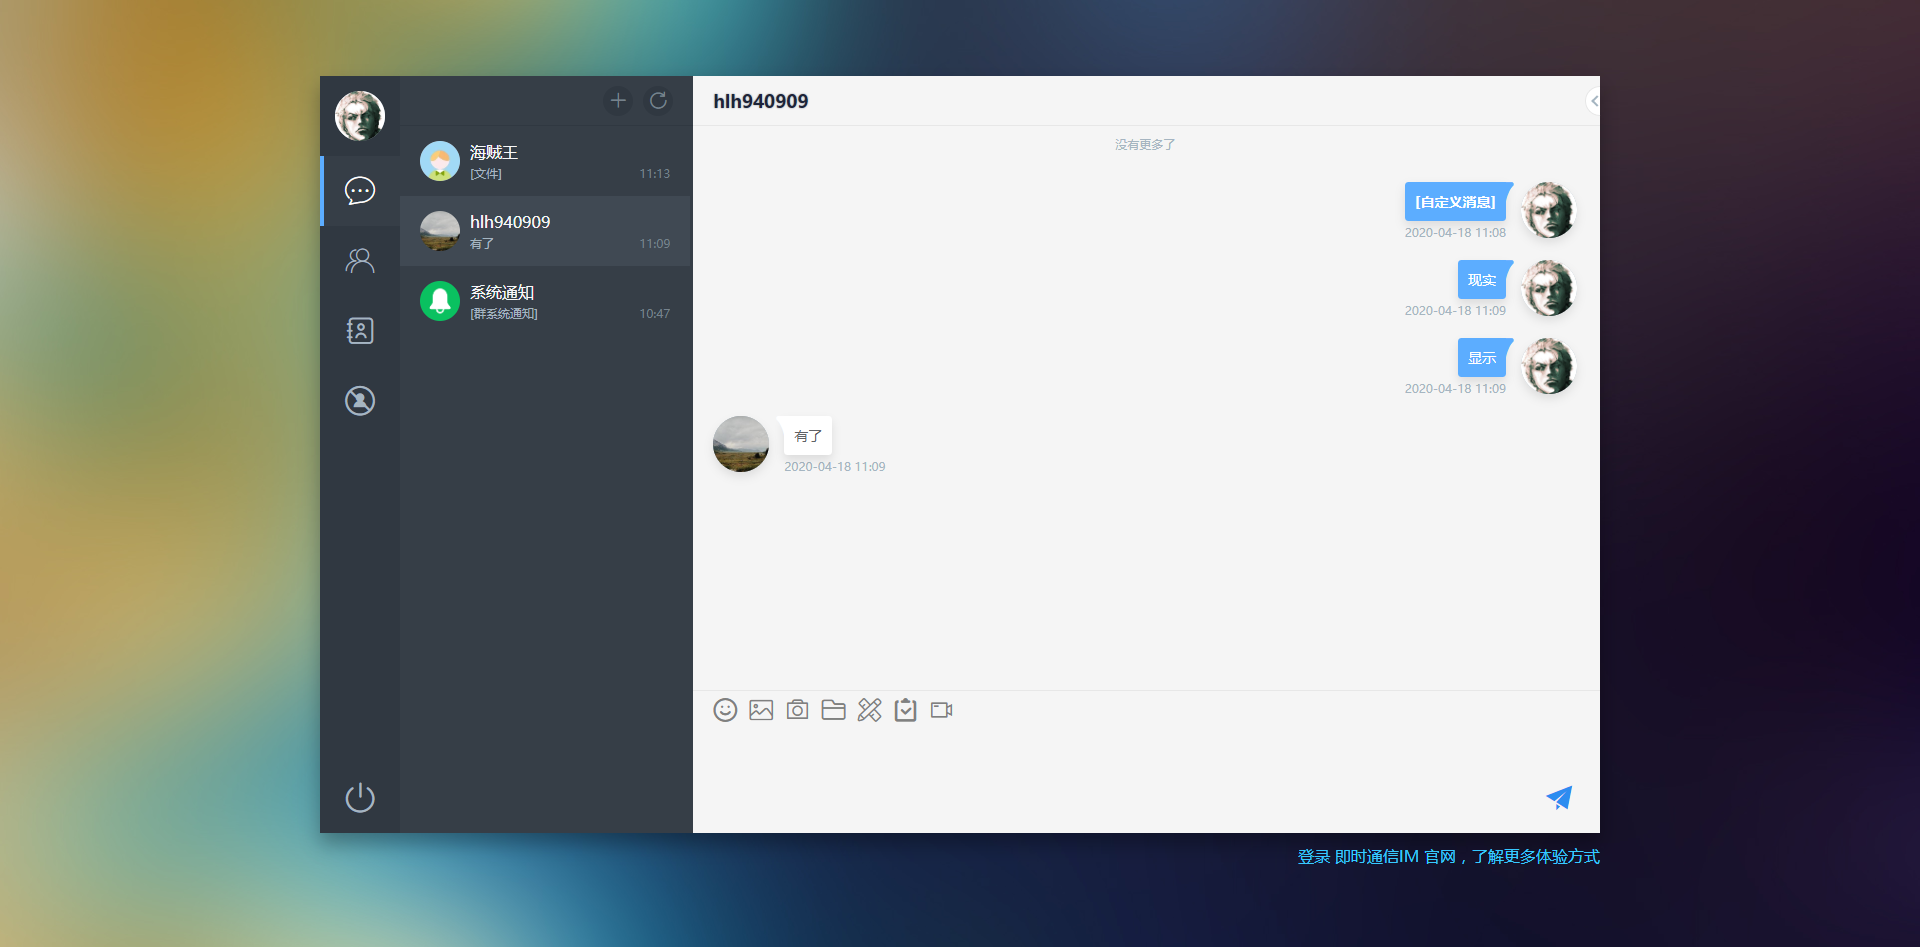 海贼王
[文件]
11:13
hlh940909
有了
11:09
系统通知
[群系统通知]
10:47
hlh940909
没有更多了
[自定义消息]
2020-04-18 11:08
现实
2020-04-18 11:09
显示
2020-04-18 11:09
有了
2020-04-18 11:09
登录 即时通信IM 官网，了解更多体验方式